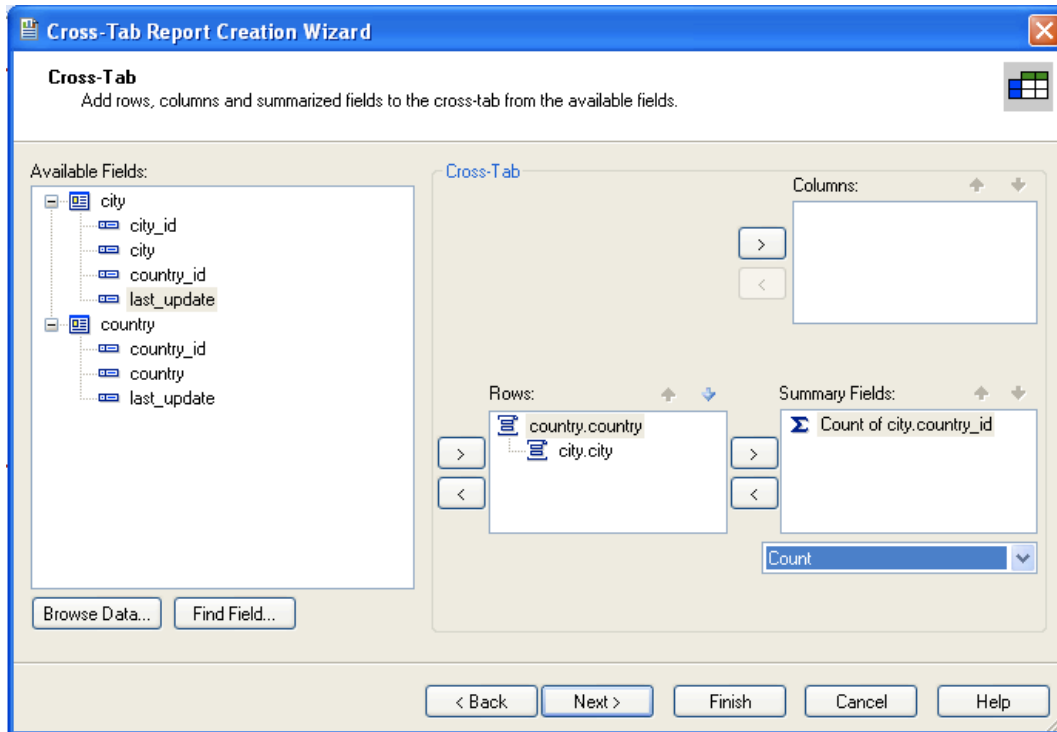 Cross-Tab Report Creation Wizard
Cross-Tab
Add rows, columns and summarized fields to the cross-tab from the available fields.
Available Fields:
city
city_id
city
country_id
last_update
country
country_id
country
last_update
Browse Data...
Find Field...
Cross-Tab
Columns:
>
<
Rows:
country.country
city.city
>
<
Summary Fields:
Σ Count of city.country_id
>
<
Count
< Back
Next >
Finish
Cancel
Help